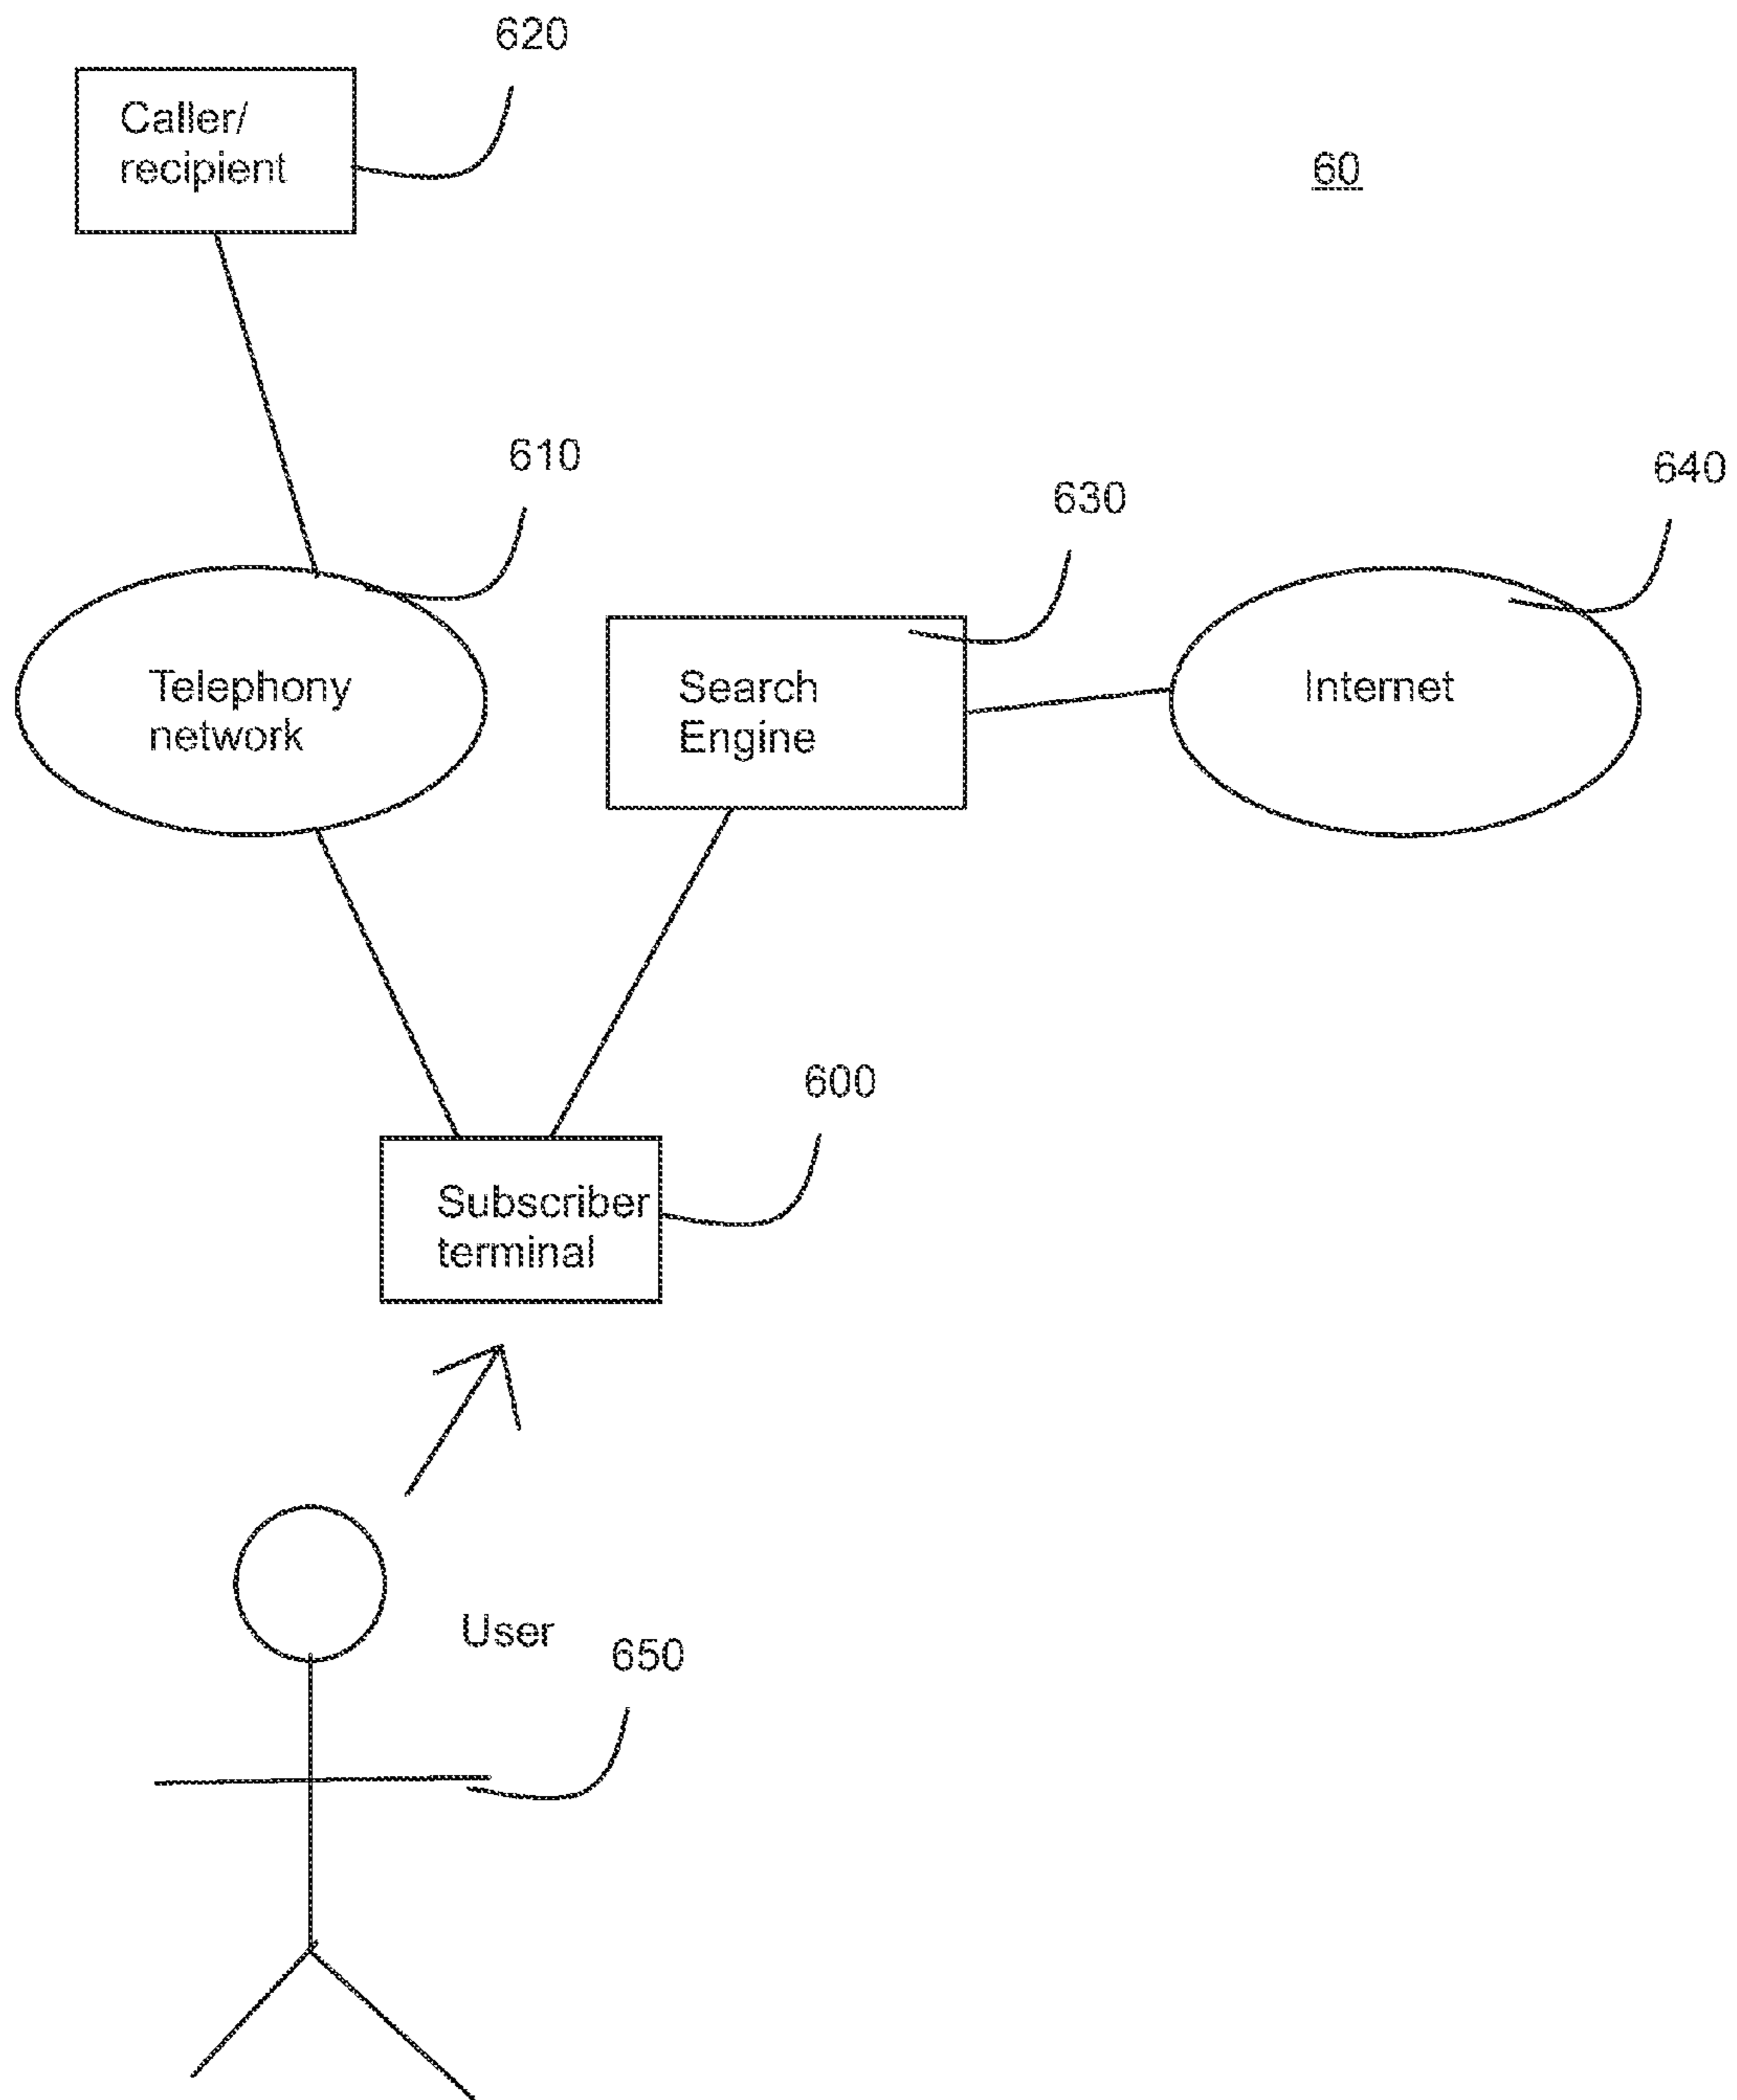 620
Caller/
recipient
60
610
630
640
Telephony
network
Search
Engine
Internet
600
Subscriber
terminal
User
650